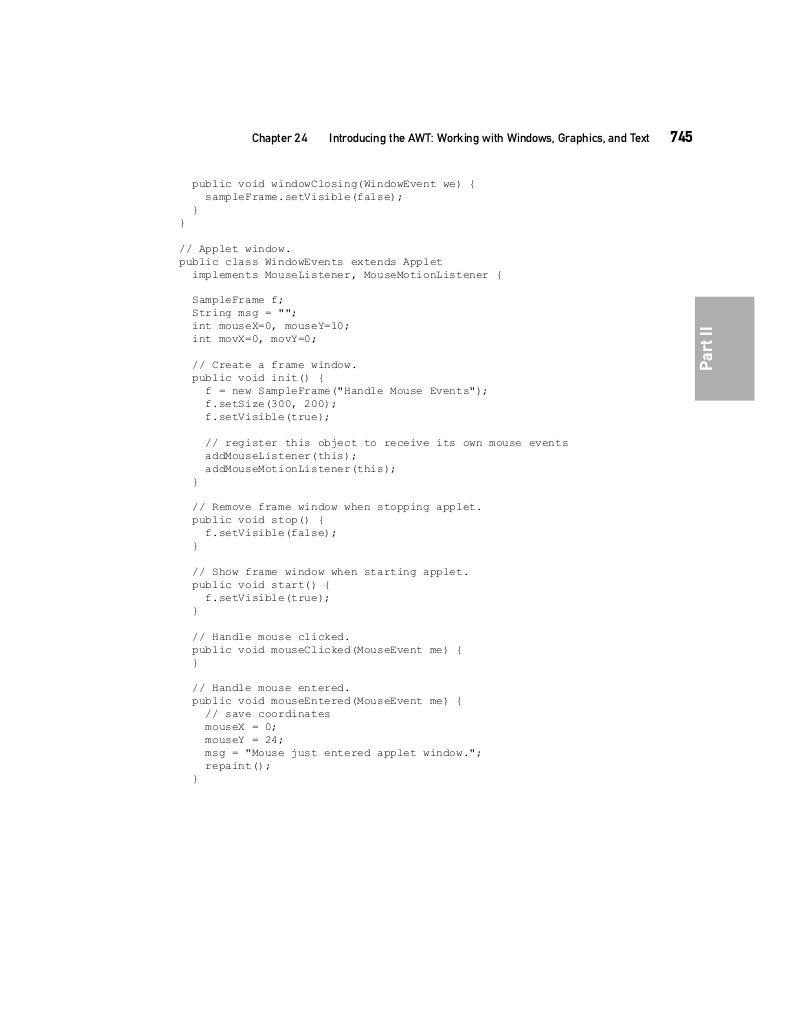 Chapter 24 Introducing the AWT: Working with Windows, Graphics, and Text 745
  public void windowClosing(WindowEvent we) {
    sampleFrame.setVisible(false);
  }
}

// Applet window.
public class WindowEvents extends Applet
  implements MouseListener, MouseMotionListener {

  SampleFrame f;
  String msg = "";
  int mouseX=0, mouseY=10;
  int movX=0, movY=0;

  // Create a frame window.
  public void init() {
    f = new SampleFrame("Handle Mouse Events");
    f.setSize(300, 200);
    f.setVisible(true);

    // register this object to receive its own mouse events
    addMouseListener(this);
    addMouseMotionListener(this);
  }

  // Remove frame window when stopping applet.
  public void stop() {
    f.setVisible(false);
  }

  // Show frame window when starting applet.
  public void start() {
    f.setVisible(true);
  }

  // Handle mouse clicked.
  public void mouseClicked(MouseEvent me) {
  }

  // Handle mouse entered.
  public void mouseEntered(MouseEvent me) {
    // save coordinates
    mouseX = 0;
    mouseY = 24;
    msg = "Mouse just entered applet window.";
    repaint();
  }
Part II